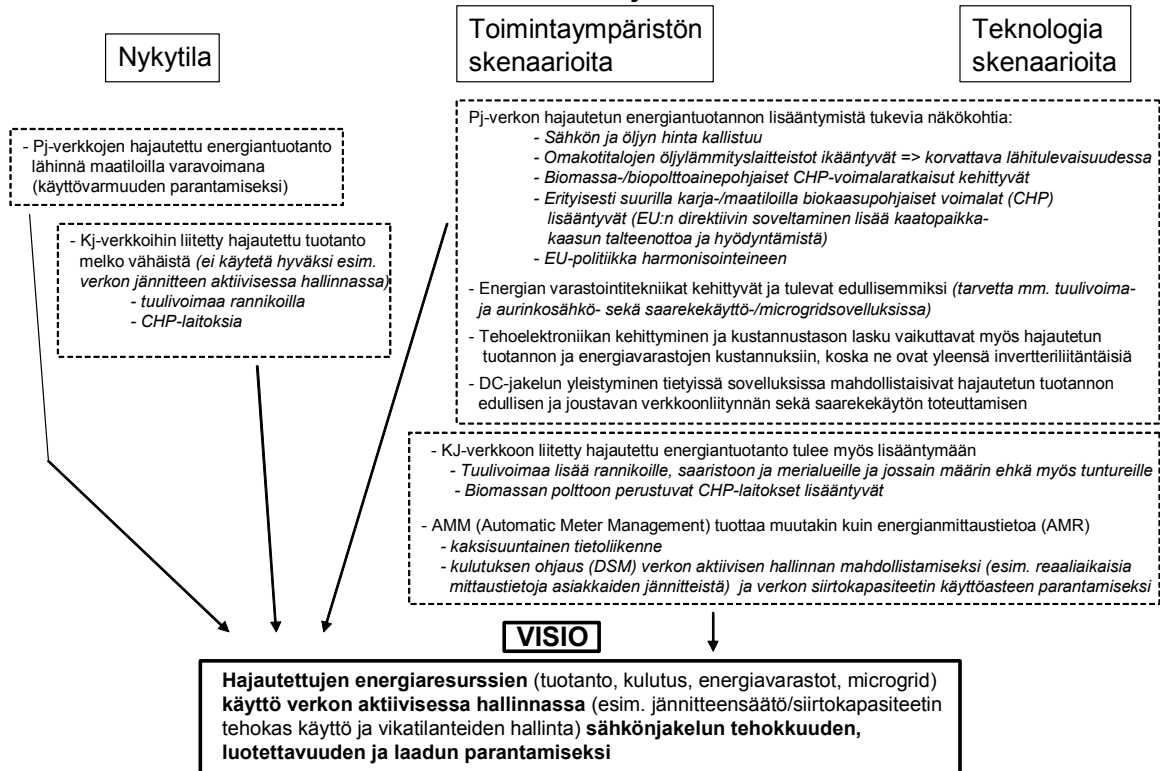 Nykytila
Toimintaympäristön
skenaarioita
Teknologia
skenaarioita
- Pj-verkkojen hajautettu energiantuotanto
lähinnä maatiloilla varavoimana
(käyttövarmuuden parantamiseksi)
- Kj-verkkoihin liitetty hajautettu tuotanto
melko vähäistä (ei käytetä hyväksi esim.
verkon jännitteen aktiivisessa hallinnassa)
- tuulivoimaa rannikoilla
- CHP-laitoksia
Pj-verkon hajautetun energiantuotannon lisääntymistä tukevia näkökohtia:
- Sähkön ja öljyn hinta kallistuu
- Omakotitalojen öljylämmityslaitteistot ikääntyvät => korvattava lähitulevaisuudessa
- Biomassa-/biopolttoainepohjaiset CHP-voimalaratkaisut kehittyvät
- Erityisesti suurilla karja-/maatiloilla biokaasupohjaiset voimalat (CHP)
lisääntyvät (EU:n direktiivin soveltaminen lisää kaatopaikka-
kaasun talteenottoa ja hyödyntämistä)
- EU-politiikka harmonisointeineen
- Energian varastointitekniikat kehittyvät ja tulevat edullisemmiksi (tarvetta mm. tuulivoima-
ja aurinkosähkö- sekä saarekekäyttö-/microgridsovelluksissa)
- Tehoelektroniikan kehittyminen ja kustannustason lasku vaikuttavat myös hajautetun
tuotannon ja energiavarastojen kustannuksiin, koska ne ovat yleensä invertteriliitäntäisiä
- DC-jakelun yleistyminen tietyissä sovelluksissa mahdollistaisivat hajautetun tuotannon
edullisen ja joustavan verkkoonliitynnän sekä saarekekäytön toteuttamisen
- KJ-verkkoon liitetty hajautettu energiantuotanto tulee myös lisääntymään
- Tuulivoimaa lisää rannikoille, saaristoon ja merialueille ja jossain määrin ehkä myös tuntureille
- Biomassan polttoon perustuvat CHP-laitokset lisääntyvät
- AMM (Automatic Meter Management) tuottaa muutakin kuin energianmittaustietoa (AMR)
- kaksisuuntainen tietoliikenne
- kulutuksen ohjaus (DSM) verkon aktiivisen hallinnan mahdollistamiseksi (esim. reaaliaikaisia
mittaustietoja asiakkaiden jännitteistä) ja verkon siirtokapasiteetin käyttöasteen parantamiseksi
VISIO
Hajautettujen energiaresurssien (tuotanto, kulutus, energiavarastot, microgrid)
käyttö verkon aktiivisessa hallinnassa (esim. jännitteensäätö/siirtokapasiteetin
tehokas käyttö ja vikatilanteiden hallinta) sähkönjakelun tehokkuuden,
luotettavuuden ja laadun parantamiseksi